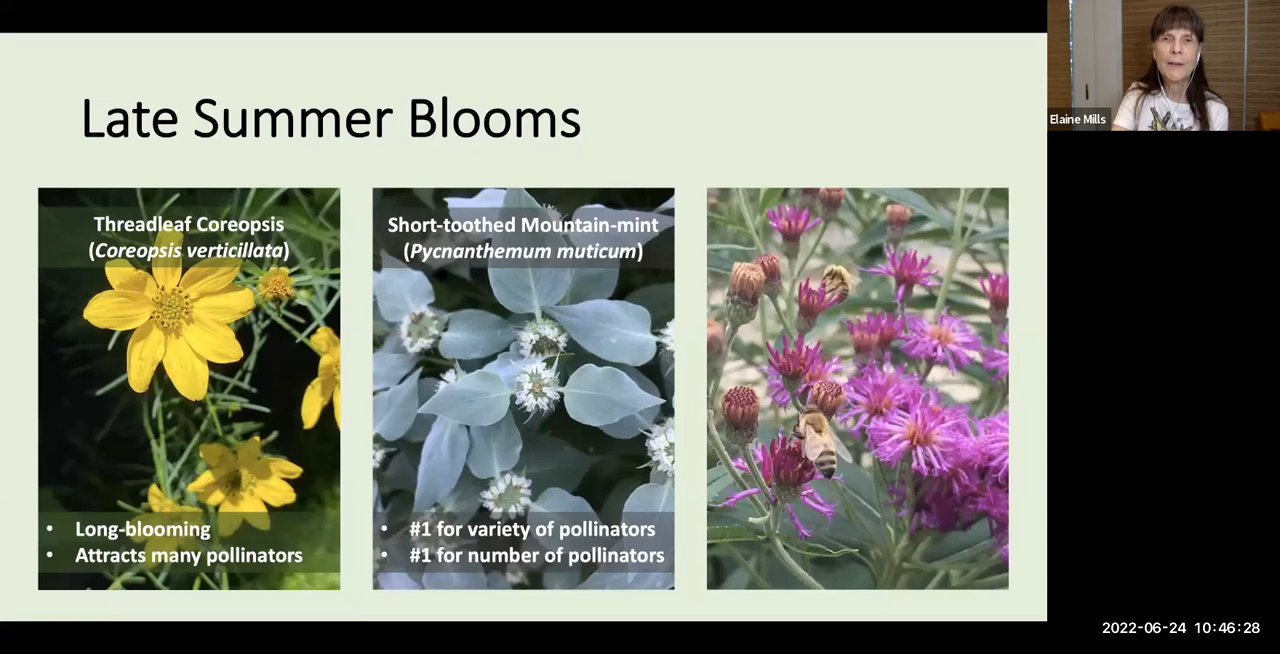 Late Summer Blooms
Threadleaf Coreopsis
(Coreopsis verticillata)
• Long-blooming
• Attracts many pollinators
Short-toothed Mountain-mint
(Pycnanthemum muticum)
• #1 for variety of pollinators
• #1 for number of pollinators
Elaine Mills
2022-06-24 10:46:28